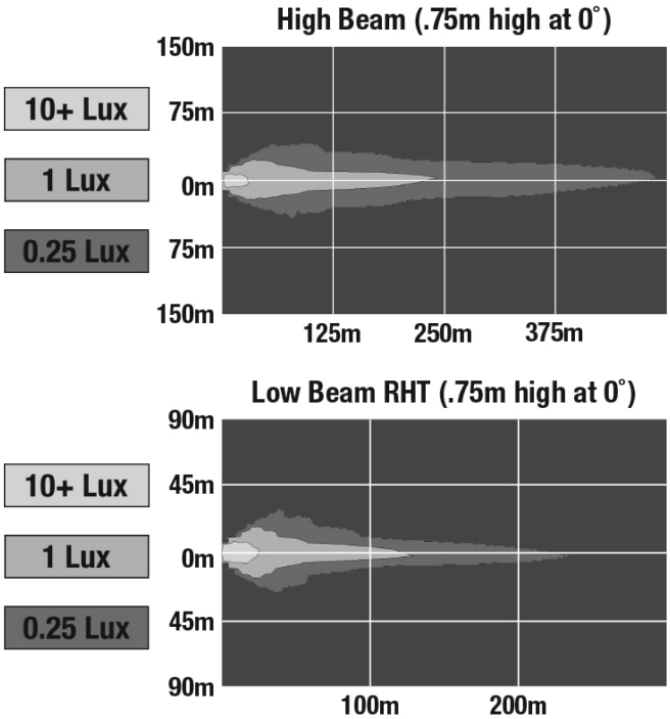 High Beam (.75m high at 0°)
150m
10+ Lux
75m
1 Lux
0m
0.25 Lux
75m
150m
125m 250m 375m
Low Beam RHT (.75m high at 0°)
90m
10+ Lux
45m
1 Lux
0m
0.25 Lux
45m
90m
100m 200m